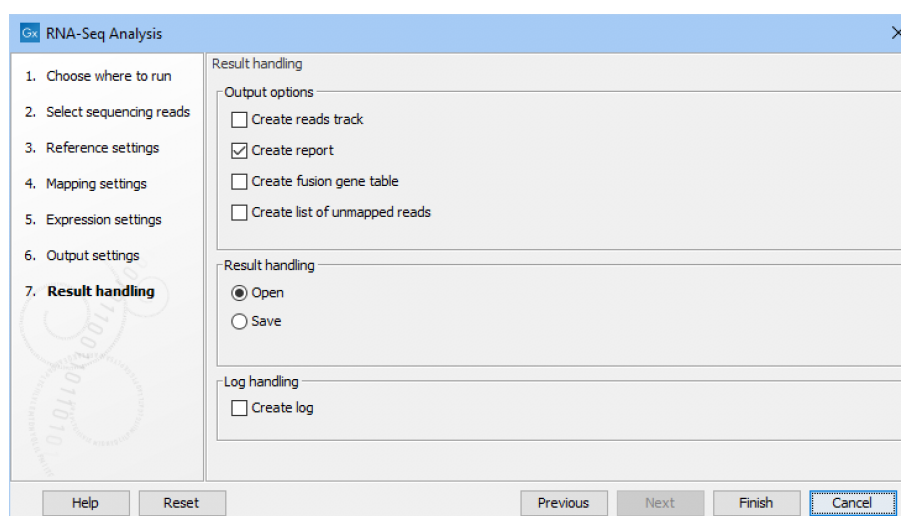 Gx RNA-Seq Analysis
1. Choose where to run
2. Select sequencing reads
3. Reference settings
4. Mapping settings
5. Expression settings
6. Output settings
7. Result handling
Result handling
Output options
Create reads track
Create report
Create fusion gene table
Create list of unmapped reads
Result handling
Open
Save
Log handling
Create log
Help Reset Previous Next Finish Cancel